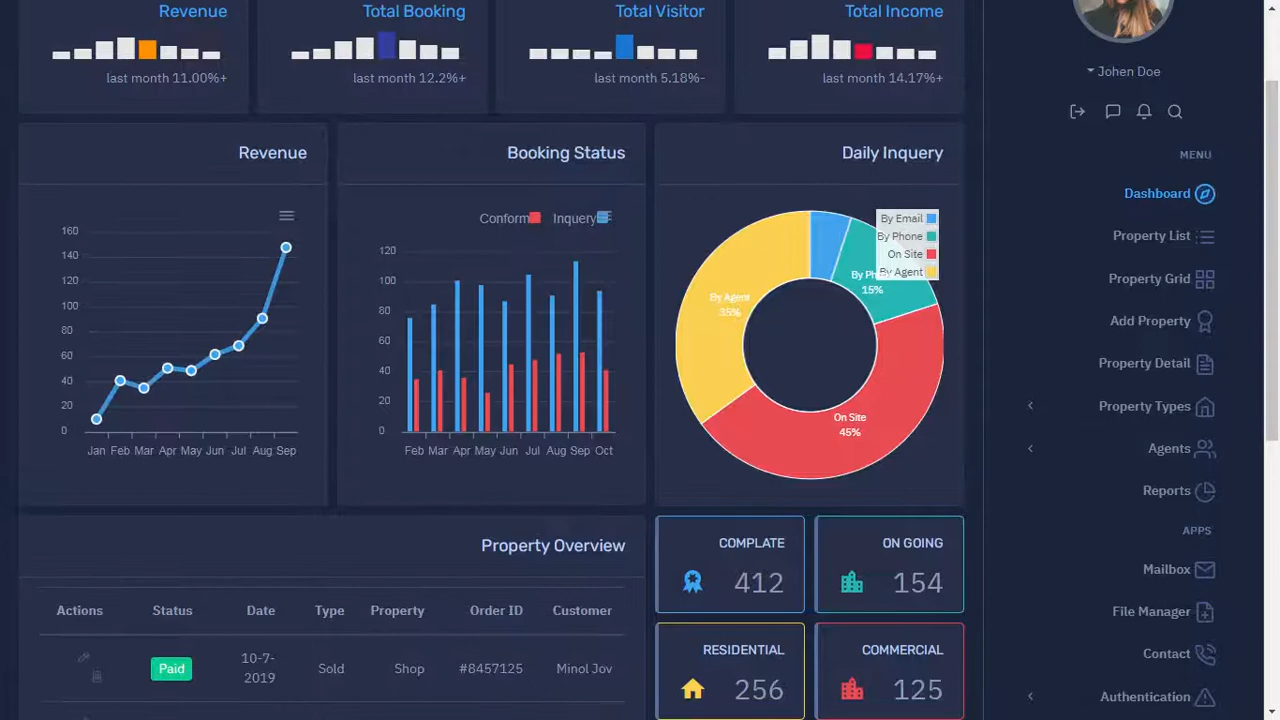 Revenue
Total Booking
Total Visitor
Total Income
last month 11.00%+
last month 12.2%+
last month 5.18%-
last month 14.17%+
Revenue
160
140
120
100
80
60
40
20
0
Jan Feb Mar Apr May Jun Jul Aug Sep
Booking Status
Conform
Inquery
120
100
80
60
40
20
0
Feb Mar Apr May Jun Jul Aug Sep Oct
Daily Inquery
By Email
By Phone
On Site
By Agent
15%
By Agent
35%
On Site
45%
Property Overview
Actions Status Date Type Property Order ID Customer
Paid 10-7-2019 Sold Shop #8457125 Minol Jov
COMPLATE
412
ON GOING
154
RESIDENTIAL
256
COMMERCIAL
125
Johen Doe
MENU
Dashboard
Property List
Property Grid
Add Property
Property Detail
Property Types
Agents
Reports
APPS
Mailbox
File Manager
Contact
Authentication